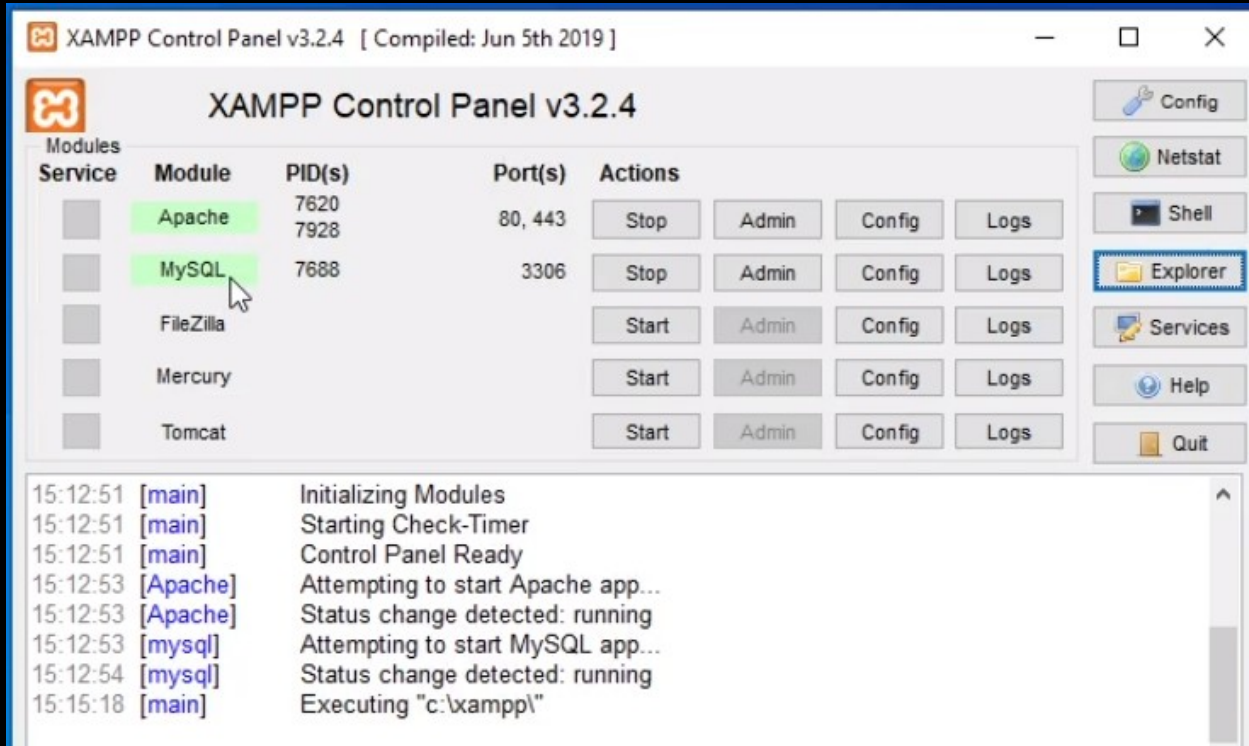 XAMPP Control Panel v3.2.4 [ Compiled: Jun 5th 2019 ]
XAMPP Control Panel v3.2.4
Config
Modules
Netstat
Service Module PID(s) Port(s) Actions
Shell
Apache 7620 7928 80, 443 Stop Admin Config Logs
MySQL 7688 3306 Stop Admin Config Logs
Explorer
FileZilla Start Admin Config Logs
Services
Mercury Start Admin Config Logs
Help
Tomcat Start Admin Config Logs
Quit
15:12:51 [main] Initializing Modules
15:12:51 [main] Starting Check-Timer
15:12:51 [main] Control Panel Ready
15:12:53 [Apache] Attempting to start Apache app...
15:12:53 [Apache] Status change detected: running
15:12:53 [mysql] Attempting to start MySQL app...
15:12:54 [mysql] Status change detected: running
15:15:18 [main] Executing "c:\xampp\"